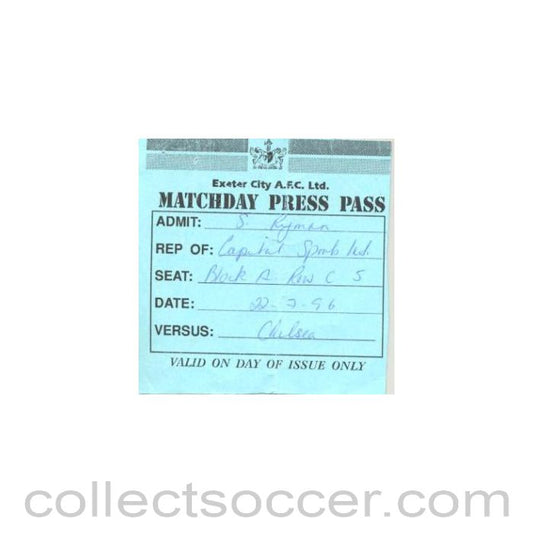 Exeter City A.F.C. Ltd.
MATCHDAY PRESS PASS
ADMIT: S Ryman
REP OF: Capital Sports Ltd.
SEAT: Block A Row C 5
DATE: 22-7-96
VERSUS: Chelsea
VALID ON DAY OF ISSUE ONLY
collectsoccer.com